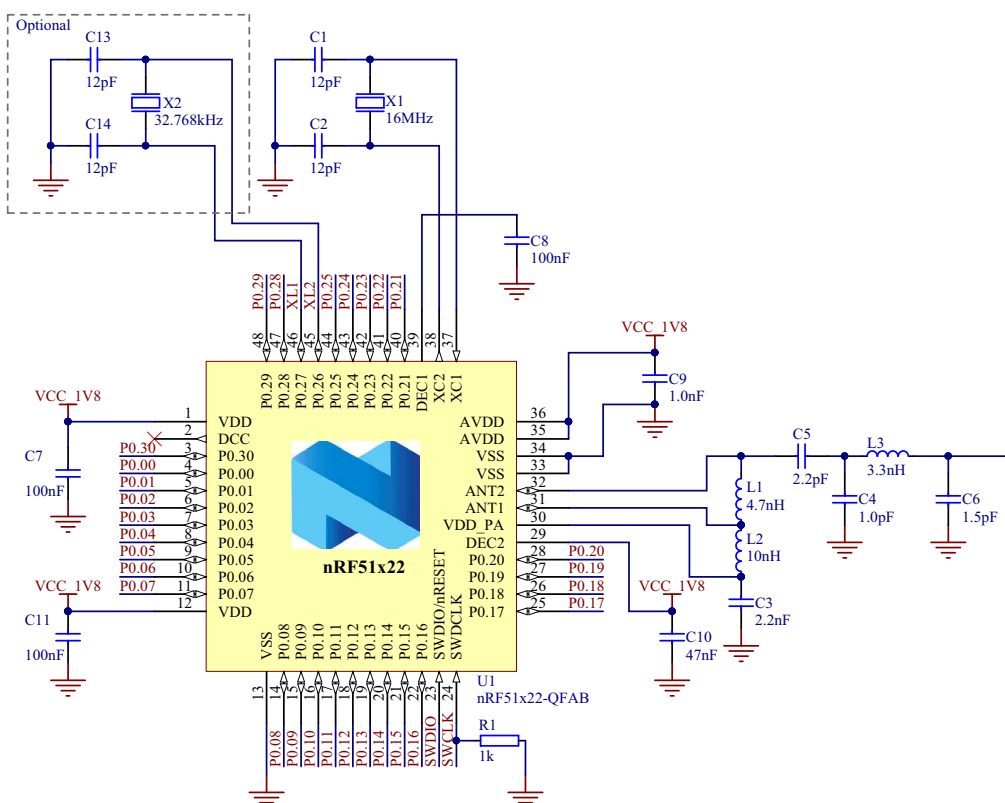 Optional
C13
12pF
X2
32.768kHz
C14
12pF
C1
12pF
X1
16MHz
C2
12pF
C8
100nF
P0.29
P0.28
XL1
XL2
P0.25
P0.24
P0.23
P0.22
P0.21
48
47
46
45
44
43
42
41
40
39
38
37
P0.29
P0.28
P0.27
P0.26
P0.25
P0.24
P0.23
P0.22
P0.21
DEC1
XC2
XC1
VCC_1V8
C9
1.0nF
VCC_1V8
C7
100nF
VCC_1V8
C11
100nF
1 VDD
2 DCC
P0.30 3 P0.30
P0.00 4 P0.00
P0.01 5 P0.01
P0.02 6 P0.02
P0.03 7 P0.03
P0.04 8 P0.04
P0.05 9 P0.05
P0.06 10 P0.06
P0.07 11 P0.07
12 VDD
nRF51x22
AVDD 36
AVDD 35
VSS 34
VSS 33
ANT2 32
ANT1 31
VDD_PA 30
DEC2 29
P0.20 28 P0.20
P0.19 27 P0.19
P0.18 26 P0.18
P0.17 25 P0.17
C5
2.2pF
L3
3.3nH
L1
4.7nH
C4
1.0pF
C6
1.5pF
L2
10nH
C3
2.2nF
VCC_1V8
C10
47nF
VSS
P0.08
P0.09
P0.10
P0.11
P0.12
P0.13
P0.14
P0.15
P0.16
SWDIO/nRESET
SWDCLK
13
14
15
16
17
18
19
20
21
22
23
24
P0.08
P0.09
P0.10
P0.11
P0.12
P0.13
P0.14
P0.15
P0.16
SWDIO
SWCLK
U1
nRF51x22-QFAB
R1
1k